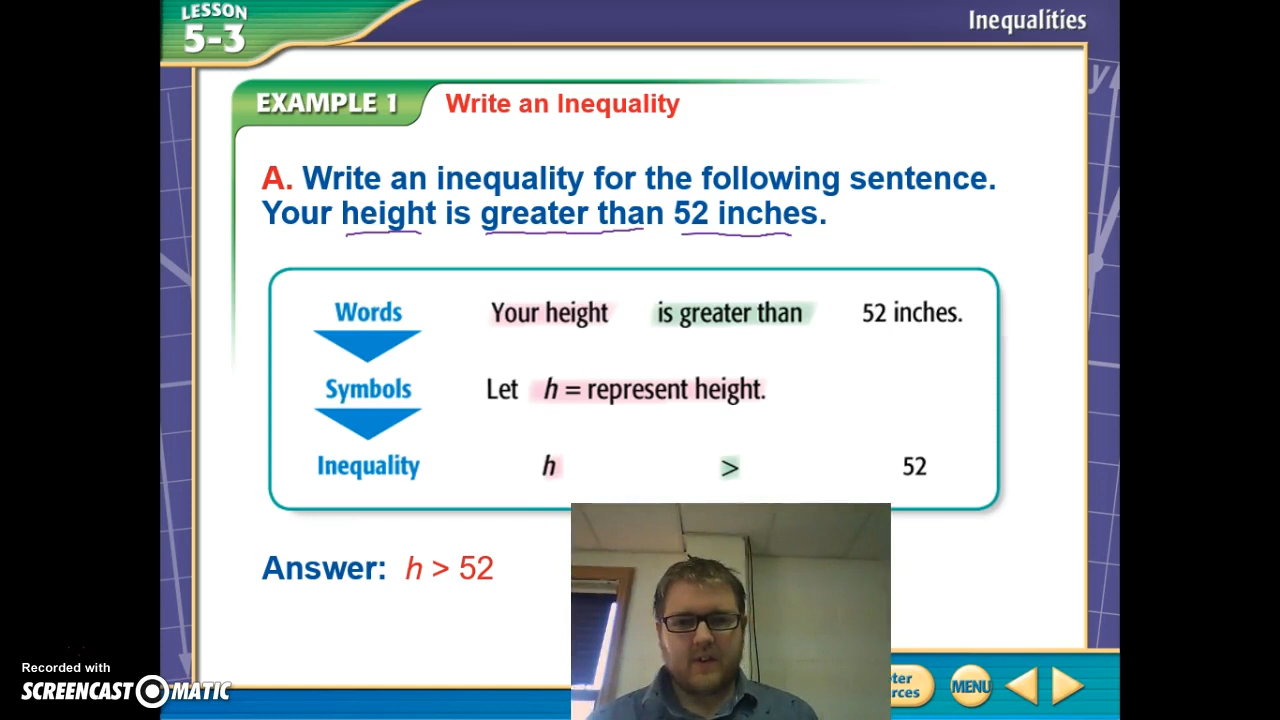 LESSON
5-3
Inequalities
EXAMPLE 1
Write an Inequality
A. Write an inequality for the following sentence.
Your height is greater than 52 inches.
Words Your height is greater than 52 inches.
Symbols Let h = represent height.
Inequality h > 52
Answer: h > 52
y
Recorded with
SCREENCAST-O-MATIC
MENU